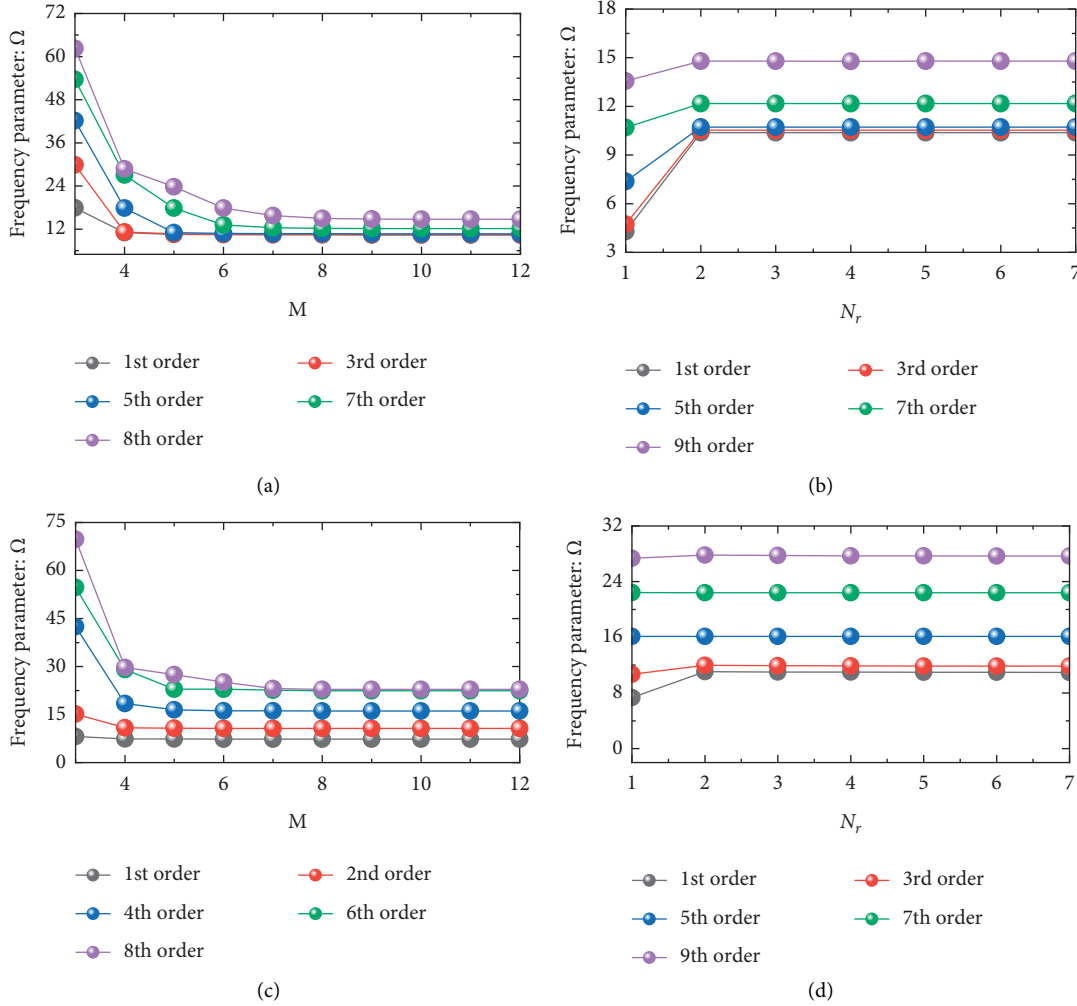 Frequency parameter: Ω
72
60
48
36
24
12
4
6
8
10
12
M
1st order
3rd order
5th order
7th order
8th order
(a)
Frequency parameter: Ω
18
15
12
9
6
3
1
2
3
4
5
6
7
Nr
1st order
3rd order
5th order
7th order
9th order
(b)
Frequency parameter: Ω
75
60
45
30
15
0
4
6
8
10
12
M
1st order
2nd order
4th order
6th order
8th order
(c)
Frequency parameter: Ω
32
24
16
8
0
1
2
3
4
5
6
7
Nr
1st order
3rd order
5th order
7th order
9th order
(d)